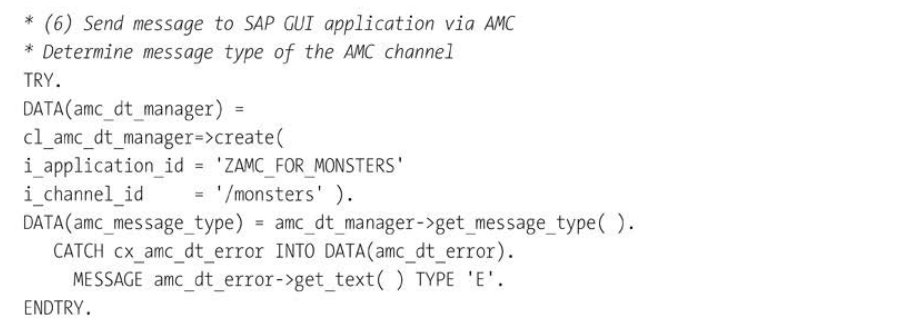 * (6) Send message to SAP GUI application via AMC
* Determine message type of the AMC channel
TRY.
DATA(amc_dt_manager) =
cl_amc_dt_manager=>create(
i_application_id = 'ZAMC_FOR_MONSTERS'
i_channel_id     = '/monsters' ).
DATA(amc_message_type) = amc_dt_manager->get_message_type( ).
   CATCH cx_amc_dt_error INTO DATA(amc_dt_error).
     MESSAGE amc_dt_error->get_text( ) TYPE 'E'.
ENDTRY.